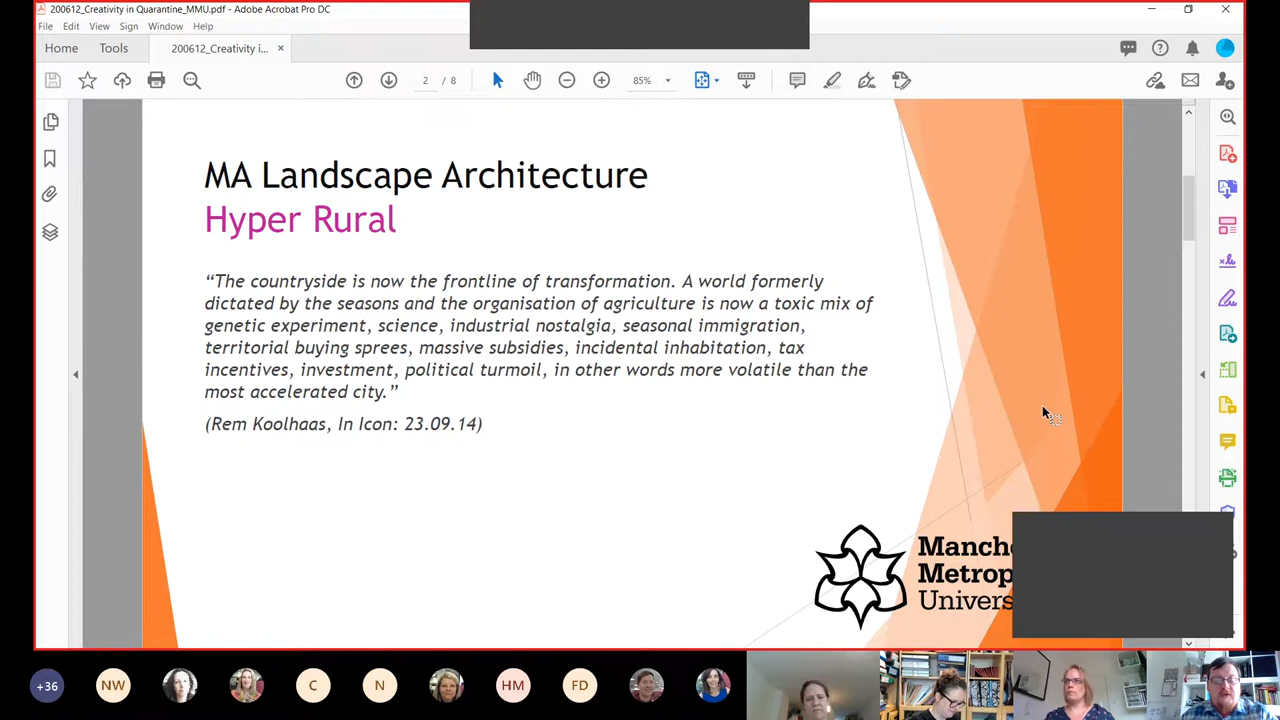 200612_Creativity in Quarantine_MMU.pdf - Adobe Acrobat Pro DC
File Edit View Sign Window Help
Home Tools 200612_Creativity i... ×
2 / 8 85%
MA Landscape Architecture
Hyper Rural
“The countryside is now the frontline of transformation. A world formerly
dictated by the seasons and the organisation of agriculture is now a toxic mix of
genetic experiment, science, industrial nostalgia, seasonal immigration,
territorial buying sprees, massive subsidies, incidental inhabitation, tax
incentives, investment, political turmoil, in other words more volatile than the
most accelerated city.”
(Rem Koolhaas, In Icon: 23.09.14)
Manche
Metrop
Univers
+36 NW C N HM FD